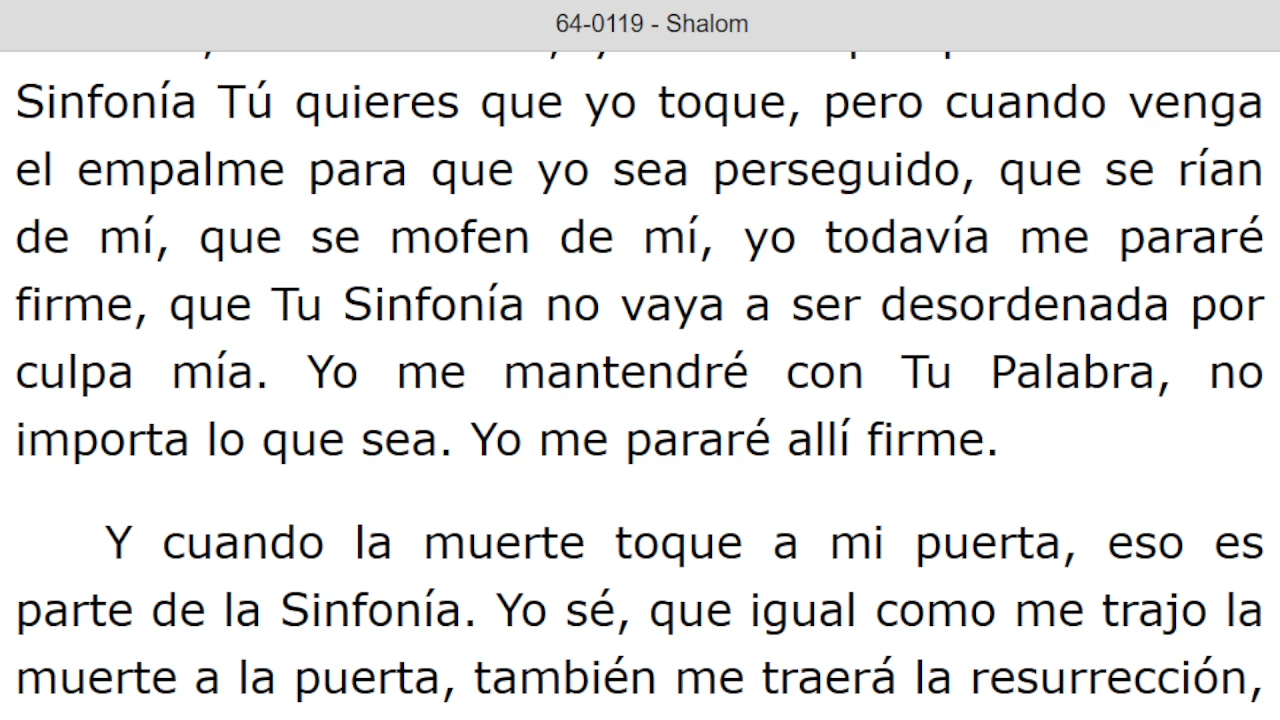 64-0119 - Shalom
Sinfonía Tú quieres que yo toque, pero cuando venga
el empalme para que yo sea perseguido, que se rían
de mí, que se mofen de mí, yo todavía me pararé
firme, que Tu Sinfonía no vaya a ser desordenada por
culpa mía. Yo me mantendré con Tu Palabra, no
importa lo que sea. Yo me pararé allí firme.
Y cuando la muerte toque a mi puerta, eso es
parte de la Sinfonía. Yo sé, que igual como me trajo la
muerte a la puerta, también me traerá la resurrección,